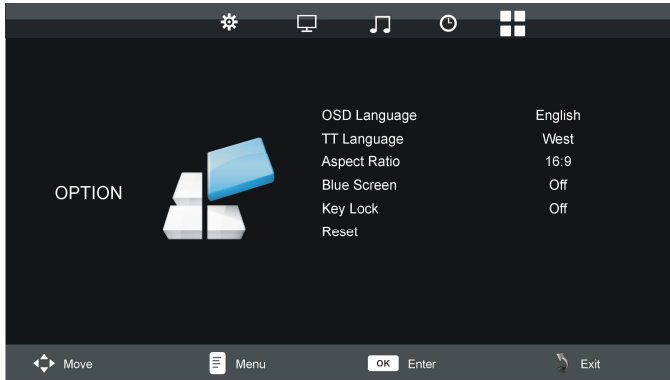 OSD Language English
TT Language West
Aspect Ratio 16:9
Blue Screen Off
OPTION
Key Lock Off
Reset
Move Menu OK Enter Exit